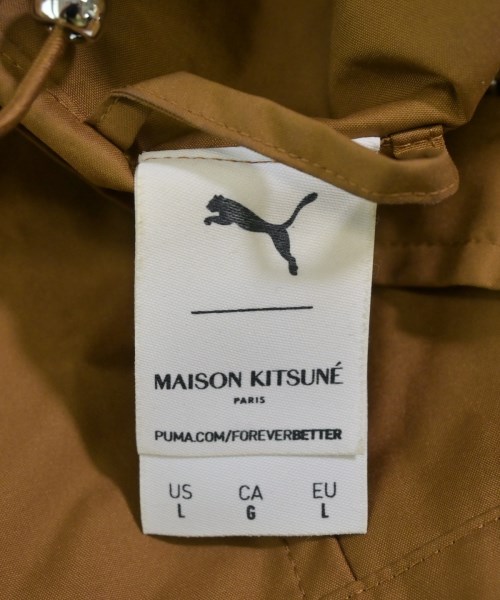 MAISON KITSUNÉ
PARIS
PUMA.COM/FOREVERBETTER
US CA EU
L G L